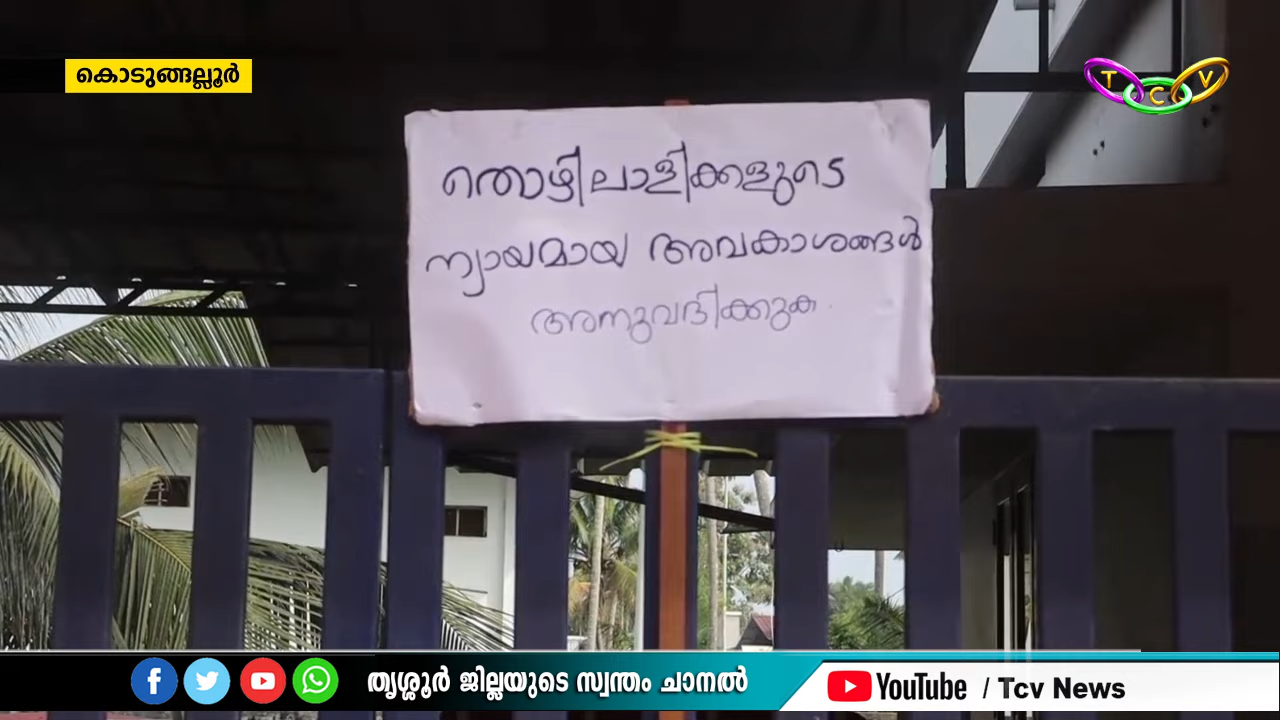 കൊടുങ്ങല്ലൂർ
TCV
തൊഴിലാളികളുടെ
ന്യായമായ അവകാശങ്ങൾ
അനുവദിക്കുക
തൃശ്ശൂർ ജില്ലയുടെ സ്വന്തം ചാനൽ
YouTube / Tcv News